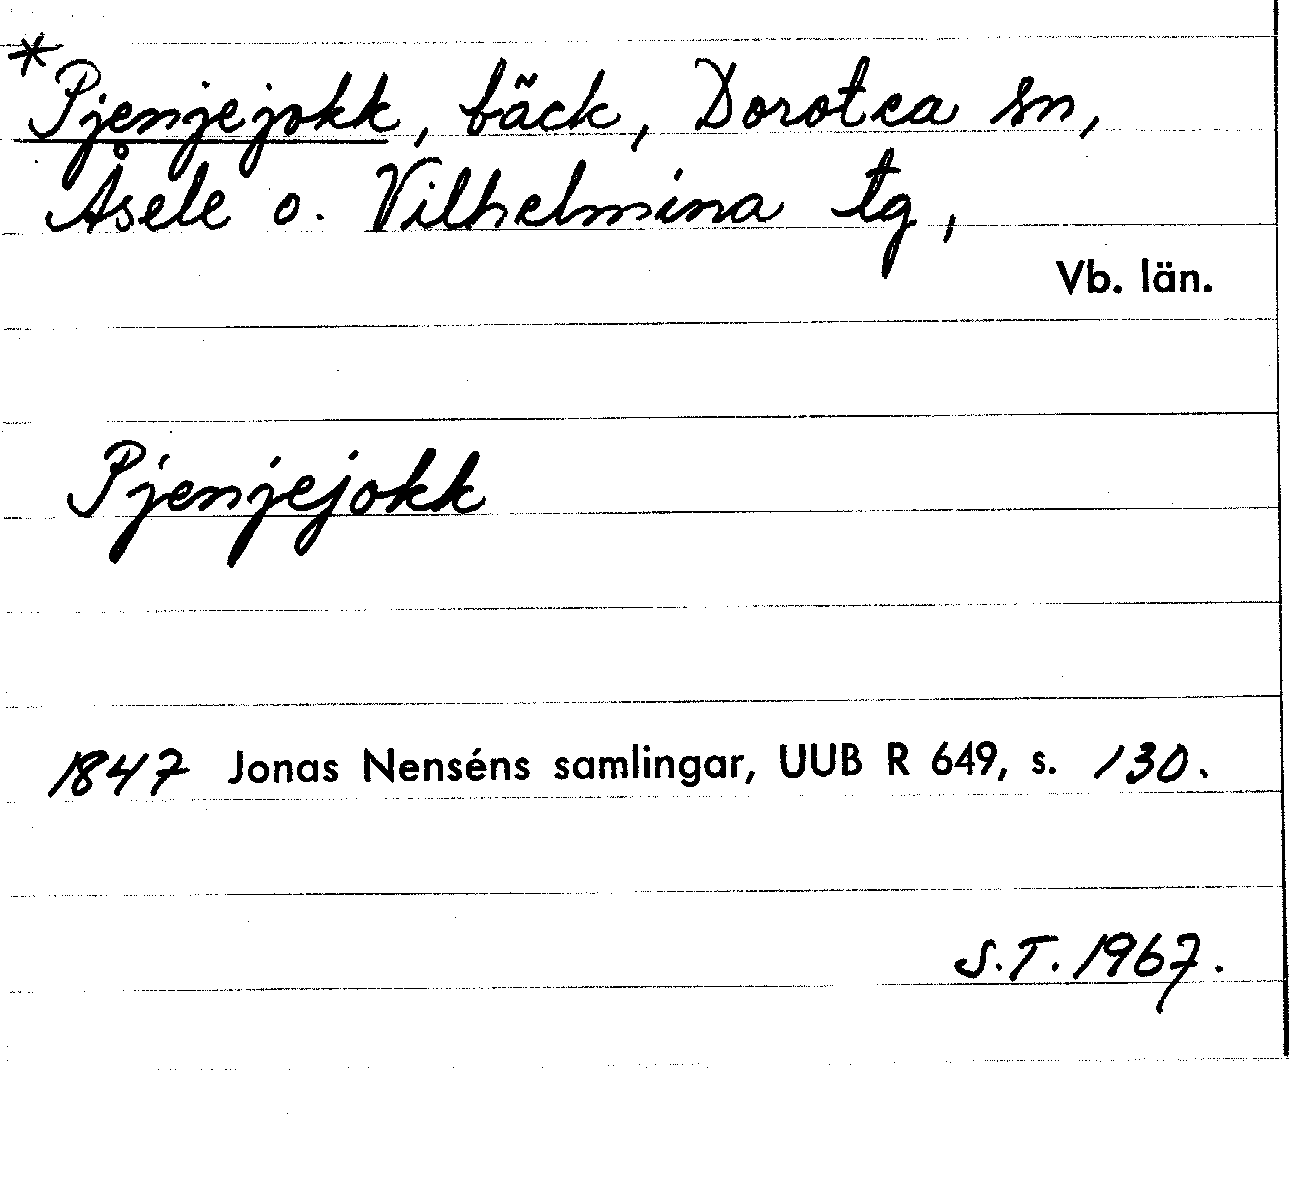 *Pjenjejokk, bäck, Dorotea sn,
Åsele o. Vilhelmina tg,
Vb. län.
Pjenjejokk
1847 Jonas Nenséns samlingar, UUB R 649, s. 130.
S.T. 1967.